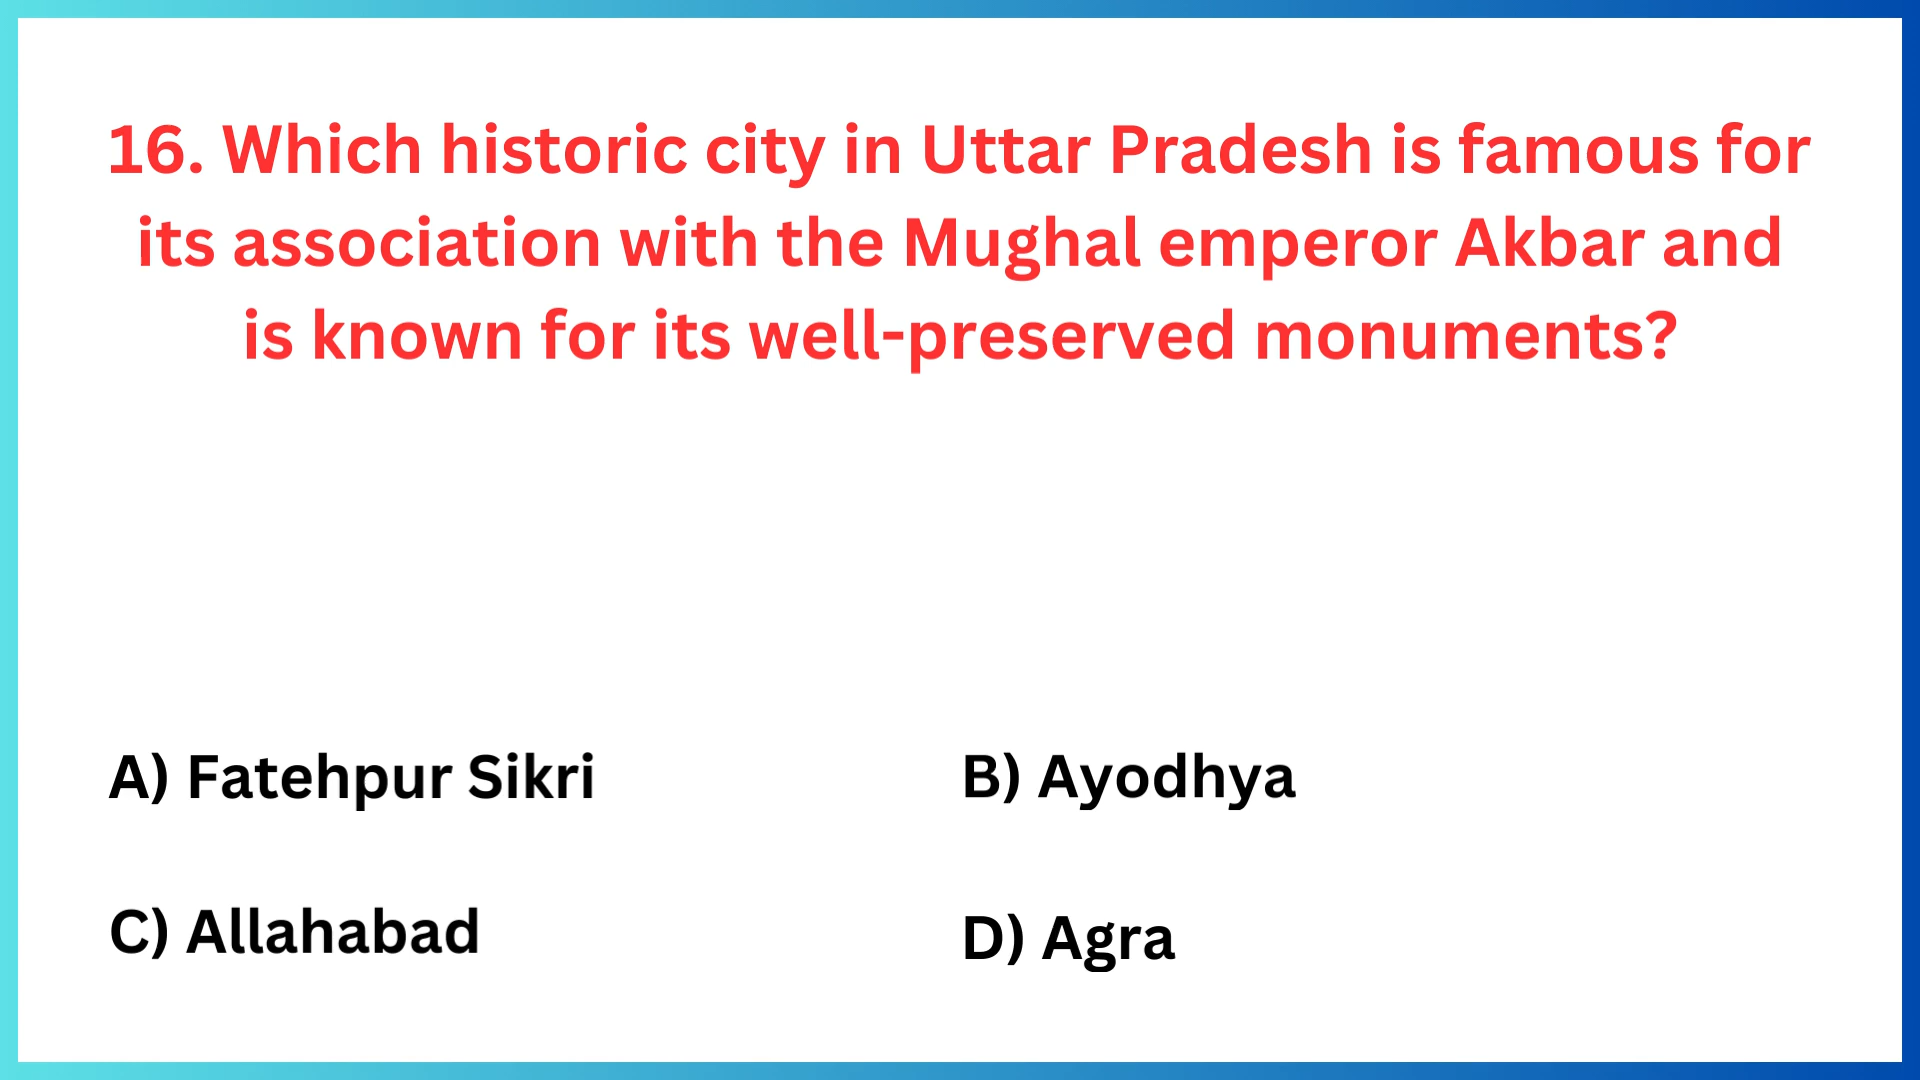 16. Which historic city in Uttar Pradesh is famous for
its association with the Mughal emperor Akbar and
is known for its well-preserved monuments?
A) Fatehpur Sikri
B) Ayodhya
C) Allahabad
D) Agra